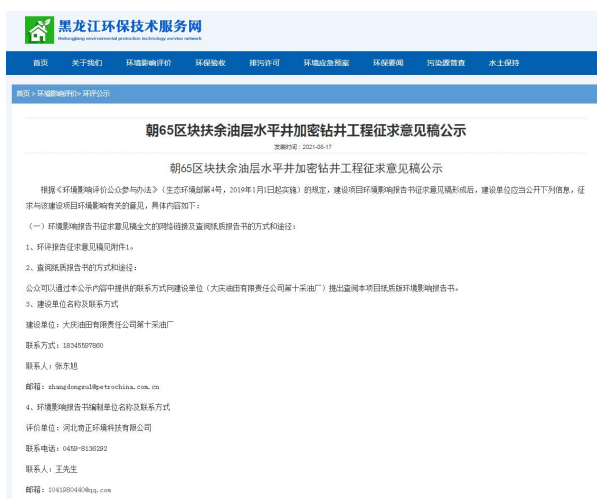 黑龙江环保技术服务网
Heilongjiang environmental protection technology service network
首页 关于我们 环境影响评价 环保验收 排污许可 环境应急预案 环保要闻 污染源普查 水土保持
首页 > 环境影响评价> 环评公示
朝65区块扶余油层水平井加密钻井工程征求意见稿公示
发表时间：2021-08-17
朝65区块扶余油层水平井加密钻井工程征求意见稿公示
根据《环境影响评价公众参与办法》（生态环境部第4号，2019年1月1日起实施）的规定，建设项目环境影响报告书征求意见稿形成后，建设单位应当公开下列信息，征
求与该建设项目环境影响有关的意见，具体内容如下：
（一）环境影响报告书征求意见稿全文的网络链接及查阅纸质报告书的方式和途径：
1、环评报告征求意见稿见附件1。
2、查阅纸质报告书的方式和途径：
公众可以通过本公示内容中提供的联系方式向建设单位（大庆油田有限责任公司第十采油厂）提出查阅本项目纸质版环境影响报告书。
3、建设单位名称及联系方式
建设单位：大庆油田有限责任公司第十采油厂
联系方式：18345597860
联系人：张东旭
邮箱：zhangdongxu1@petrochina.com.cn
4、环境影响报告书编制单位名称及联系方式
评价单位：河北奇正环境科技有限公司
联系电话：0459-8136292
联系人：王先生
邮箱：1041980440@qq.com